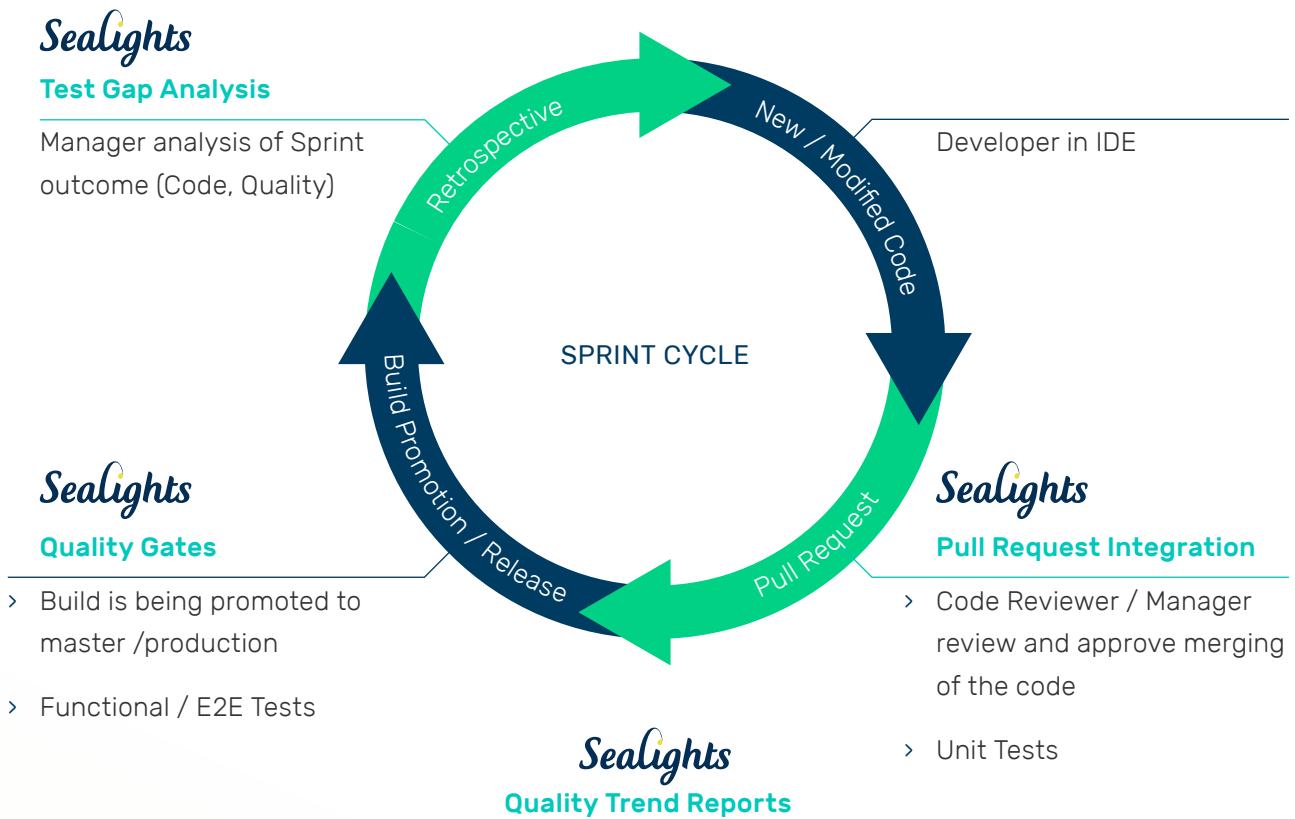 SeaLights
Test Gap Analysis
Manager analysis of Sprint
outcome (Code, Quality)
Retrospective
New / Modified Code
Developer in IDE
SPRINT CYCLE
Build Promotion / Release
Pull Request
SeaLights
Quality Gates
> Build is being promoted to
master /production
> Functional / E2E Tests
SeaLights
Pull Request Integration
> Code Reviewer / Manager
review and approve merging
of the code
> Unit Tests
SeaLights
Quality Trend Reports